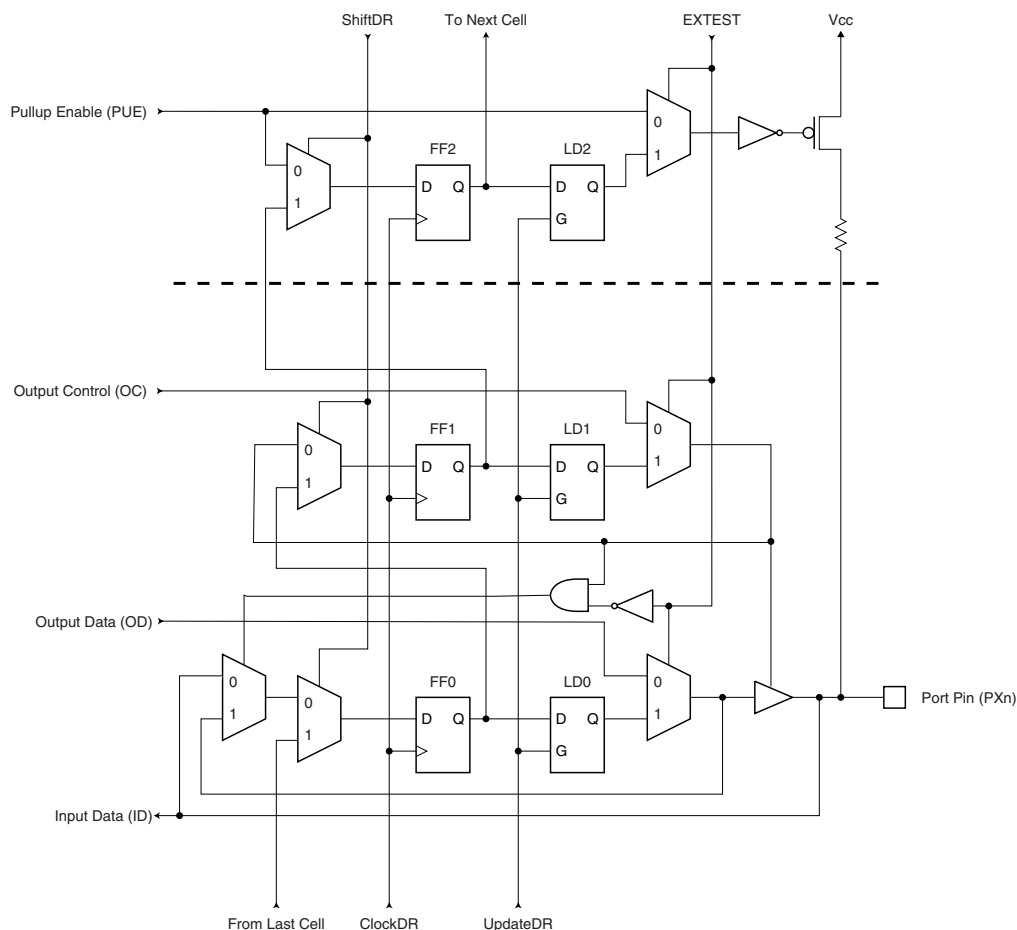 ShiftDR
To Next Cell
EXTEST
Vcc
Pullup Enable (PUE)
0
1
FF2
D Q
LD2
D Q
G
0
1
Output Control (OC)
0
1
FF1
D Q
LD1
D Q
G
0
1
Output Data (OD)
0
1
0
1
FF0
D Q
LD0
D Q
G
0
1
Port Pin (PXn)
Input Data (ID)
From Last Cell
ClockDR
UpdateDR